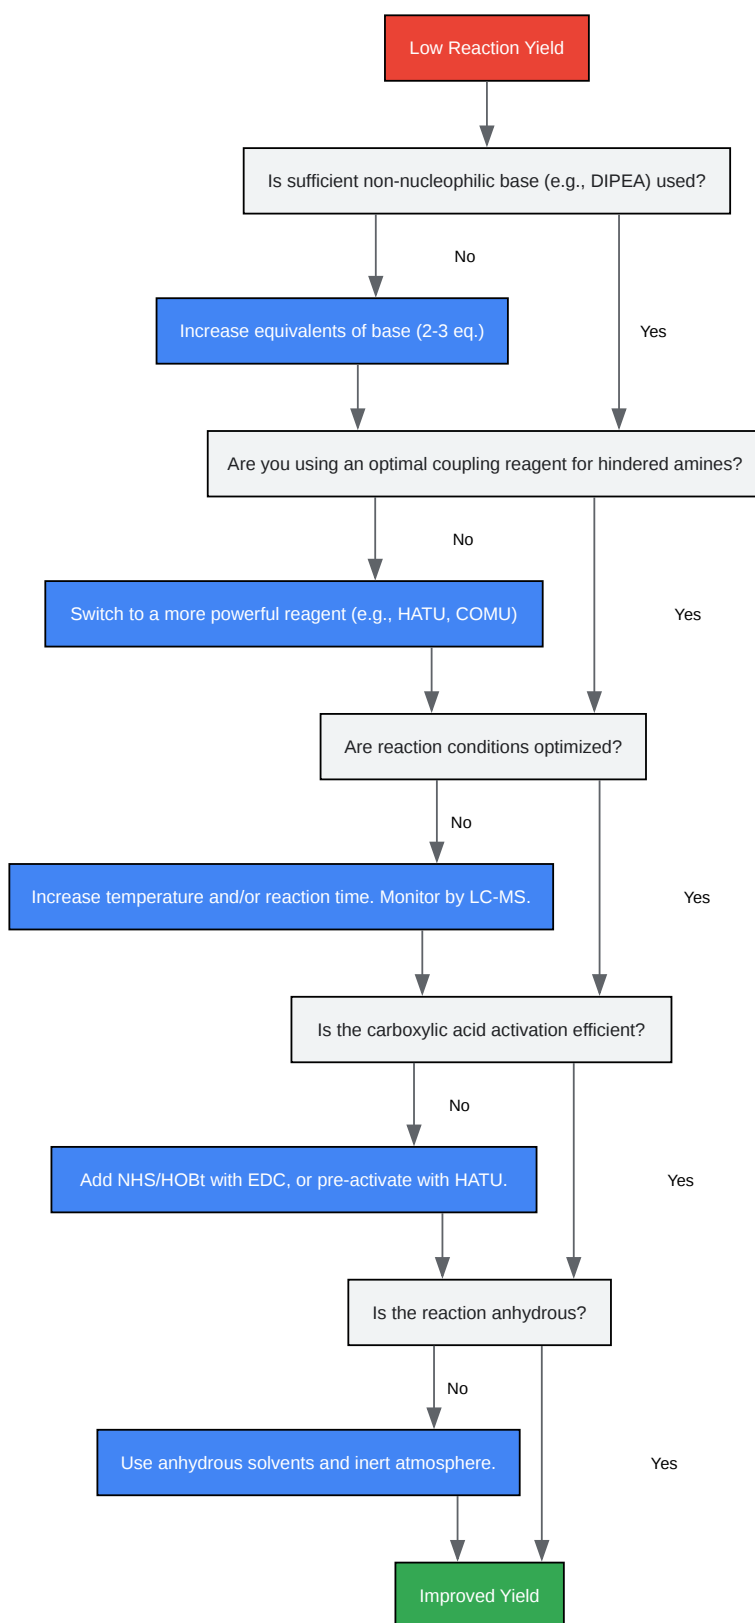 Low Reaction Yield
Is sufficient non-nucleophilic base (e.g., DIPEA) used?
No
Increase equivalents of base (2-3 eq.)
Yes
Are you using an optimal coupling reagent for hindered amines?
No
Switch to a more powerful reagent (e.g., HATU, COMU)
Yes
Are reaction conditions optimized?
No
Increase temperature and/or reaction time. Monitor by LC-MS.
Yes
Is the carboxylic acid activation efficient?
No
Add NHS/HOBt with EDC, or pre-activate with HATU.
Yes
Is the reaction anhydrous?
No
Use anhydrous solvents and inert atmosphere.
Yes
Improved Yield